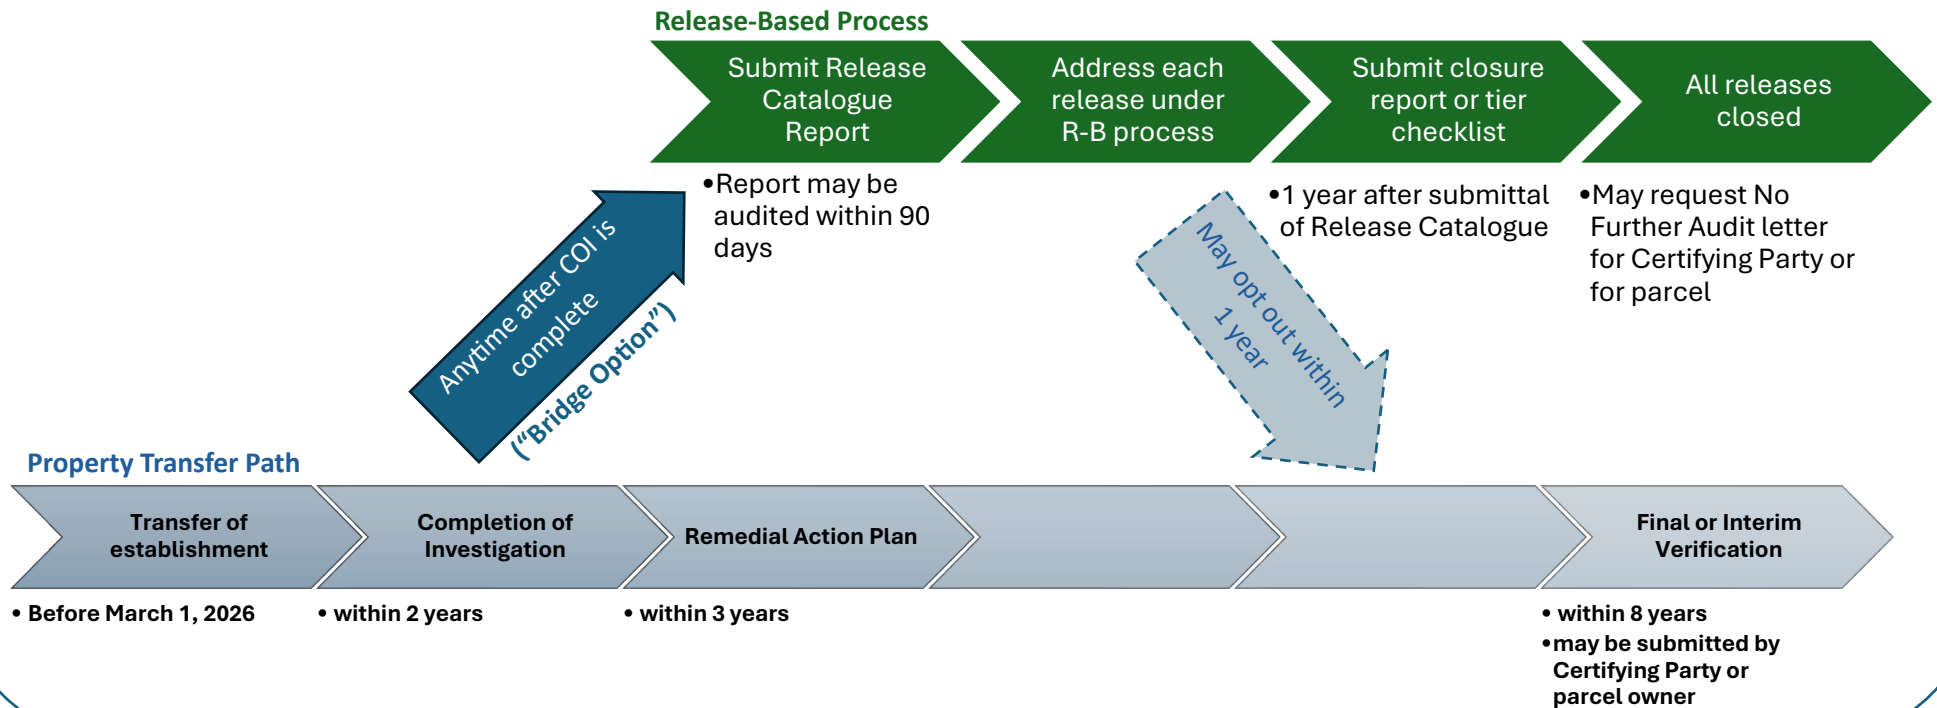 Release-Based Process
Submit Release
Catalogue
Report
Address each
release under
R-B process
Submit closure
report or tier
checklist
All releases
closed
•Report may be
audited within 90
days
•1 year after submittal
of Release Catalogue
•May request No
Further Audit letter
for Certifying Party or
for parcel
Anytime after COI is
complete
(“Bridge Option”)
May opt out within
1 year
Property Transfer Path
Transfer of
establishment
Completion of
Investigation
Remedial Action Plan
Final or Interim
Verification
• Before March 1, 2026
• within 2 years
• within 3 years
• within 8 years
•may be submitted by
Certifying Party or
parcel owner